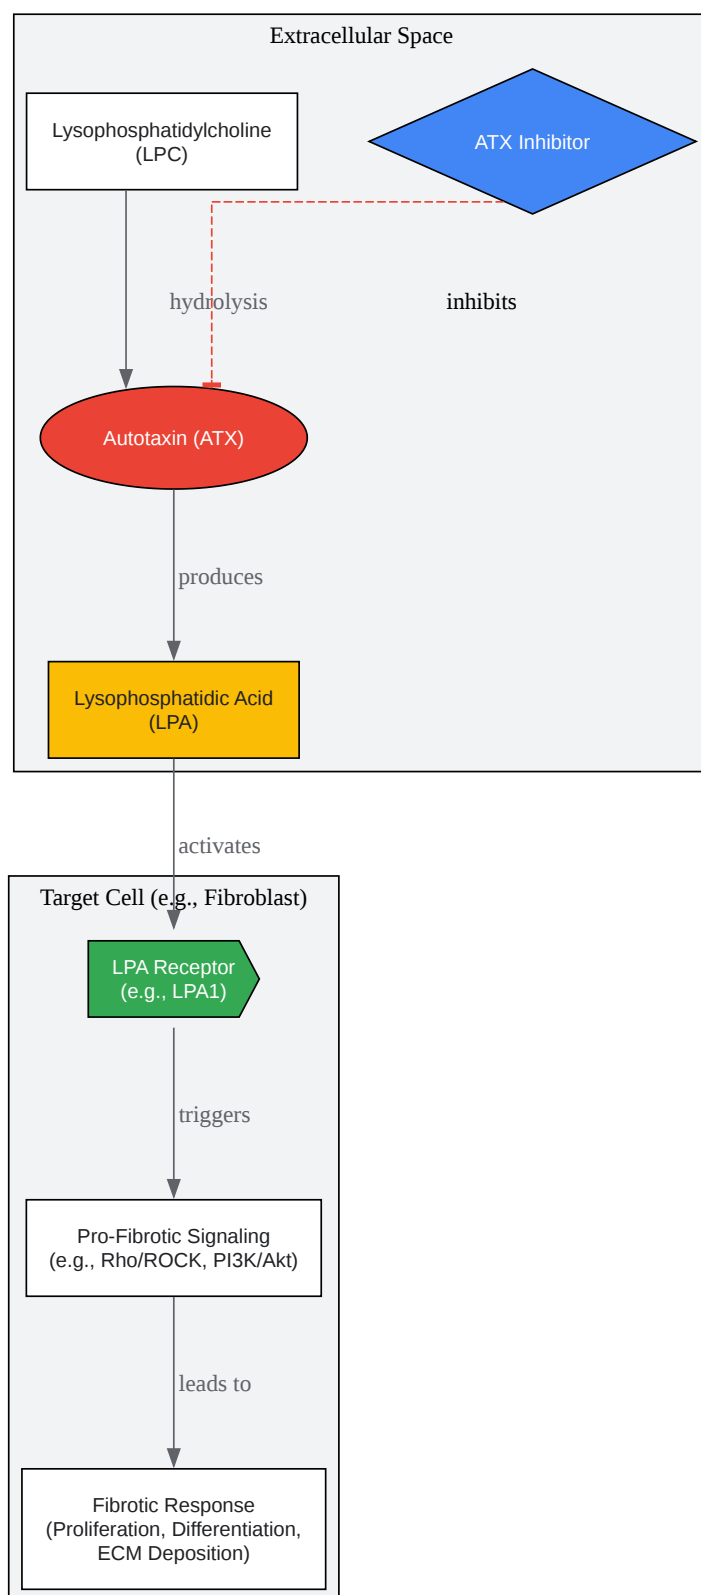 Extracellular Space
Lysophosphatidylcholine
(LPC)
ATX Inhibitor
hydrolysis
inhibits
Autotaxin (ATX)
produces
Lysophosphatidic Acid
(LPA)
activates
Target Cell (e.g., Fibroblast)
LPA Receptor
(e.g., LPA1)
triggers
Pro-Fibrotic Signaling
(e.g., Rho/ROCK, PI3K/Akt)
leads to
Fibrotic Response
(Proliferation, Differentiation,
ECM Deposition)